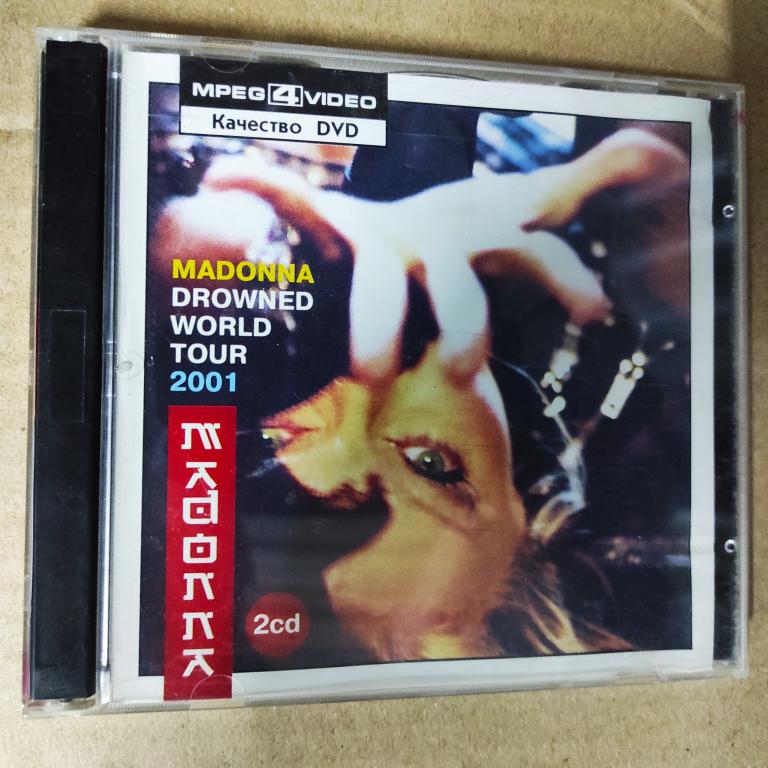 MPEG 4 VIDEO
Качество DVD
MADONNA
DROWNED
WORLD
TOUR
2001
MADONNA
2cd